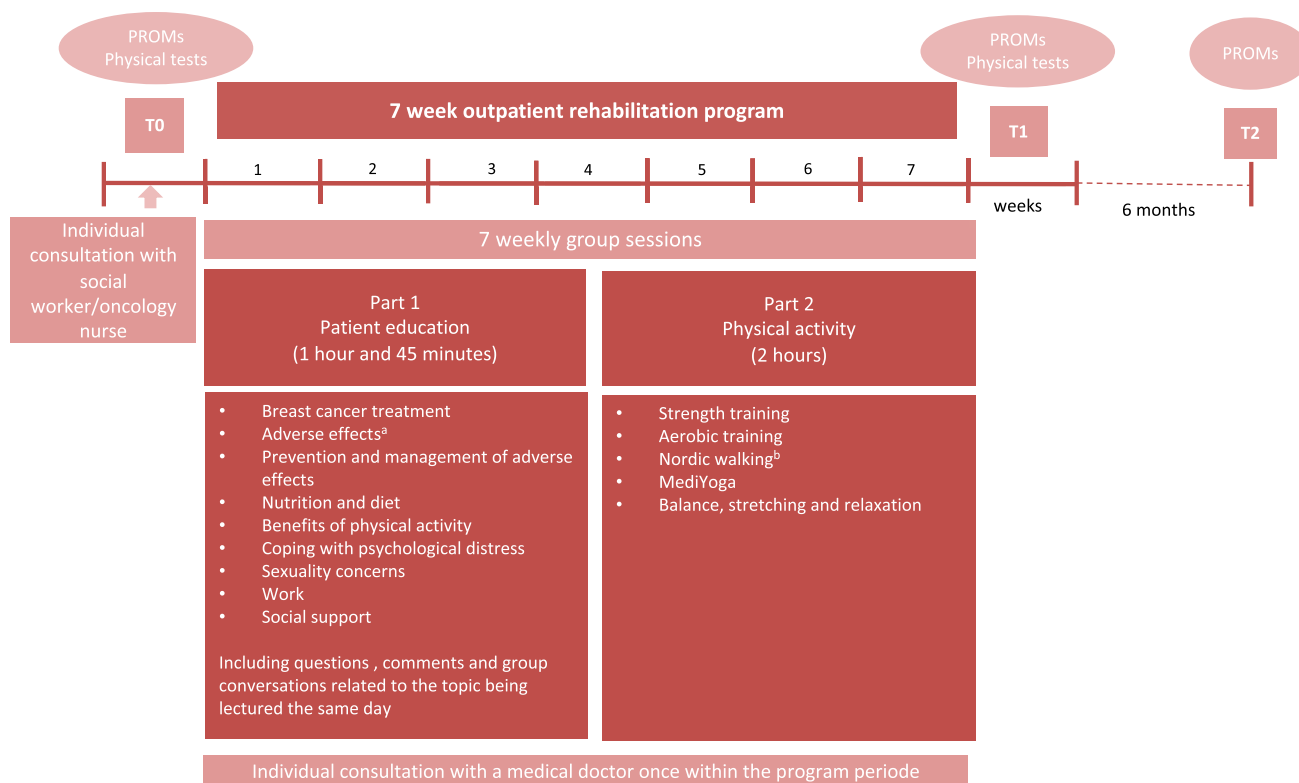 PROMs
Physical tests
PROMs
Physical tests
PROMs
7 week outpatient rehabilitation program
T0
T1
T2
1
2
3
4
5
6
7
weeks
6 months
Individual
consultation with
social
worker/oncology
nurse
7 weekly group sessions
Part 1
Patient education
(1 hour and 45 minutes)
Part 2
Physical activity
(2 hours)
• Breast cancer treatment
• Adverse effectsᵃ
• Prevention and management of adverse
effects
• Nutrition and diet
• Benefits of physical activity
• Coping with psychological distress
• Sexuality concerns
• Work
• Social support
Including questions , comments and group
conversations related to the topic being
lectured the same day
• Strength training
• Aerobic training
• Nordic walkingᵇ
• MediYoga
• Balance, stretching and relaxation
Individual consultation with a medical doctor once within the program periode